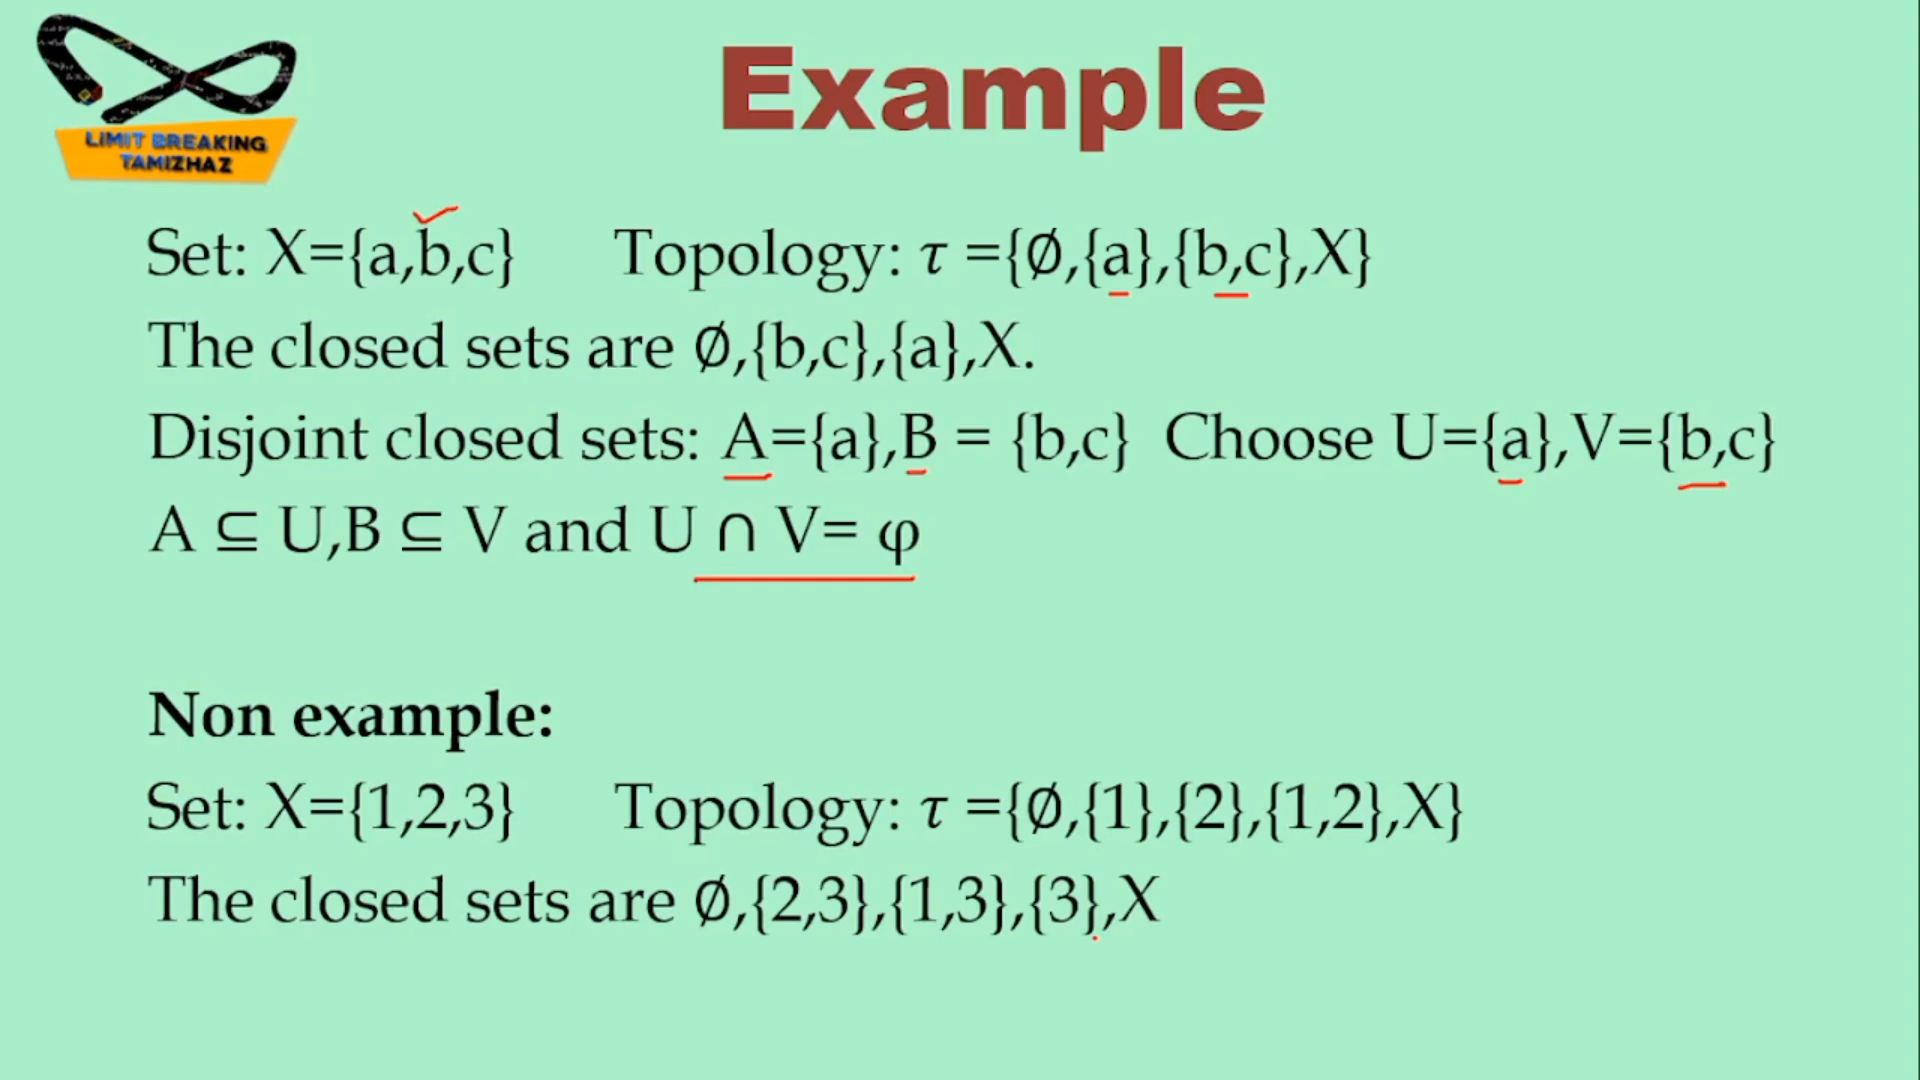 LIMIT BREAKING
TAMIZHAZ
Example
Set: X={a,b,c} Topology: τ ={∅,{a},{b,c},X}
The closed sets are ∅,{b,c},{a},X.
Disjoint closed sets: A={a},B = {b,c} Choose U={a},V={b,c}
A ⊆ U,B ⊆ V and U ∩ V= φ
Non example:
Set: X={1,2,3} Topology: τ ={∅,{1},{2},{1,2},X}
The closed sets are ∅,{2,3},{1,3},{3},X